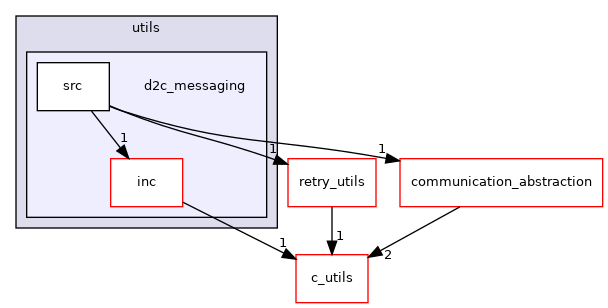 utils
src
d2c_messaging
1
1
1
inc
retry_utils
communication_abstraction
1
1
2
c_utils